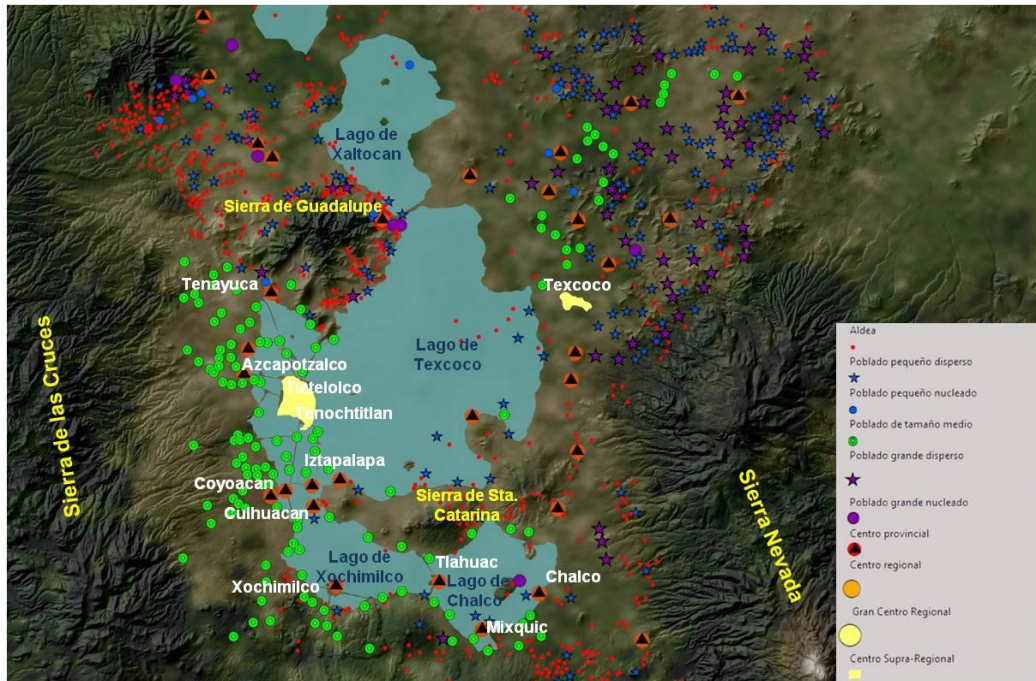 Lago de
Xaltocan
Sierra de Guadalupe
Tenayuca
Texcoco
Lago de
Texcoco
Azcapotzalco
Tlatelolco
Tenochtitlan
Sierra de las Cruces
Iztapalapa
Coyoacan
Culhuacan
Sierra de Sta.
Catarina
Sierra Nevada
Lago de
Xochimilco
Tlahuac
Lago de
Chalco
Chalco
Xochimilco
Mixquic
Aldea
Poblado pequeño disperso
Poblado pequeño nucleado
Poblado de tamaño medio
Poblado grande disperso
Poblado grande nucleado
Centro provincial
Centro regional
Gran Centro Regional
Centro Supra-Regional